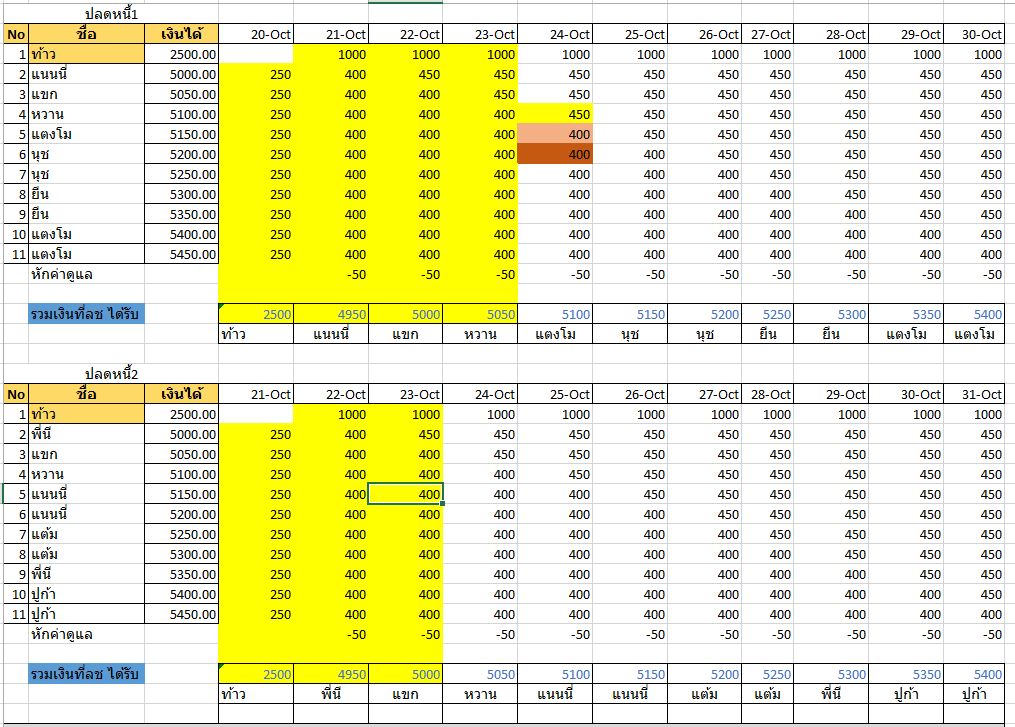 ปลดหนี้1
No ชื่อ เงินได้ 20-Oct 21-Oct 22-Oct 23-Oct 24-Oct 25-Oct 26-Oct 27-Oct 28-Oct 29-Oct 30-Oct
1 ท้าว 2500.00 1000 1000 1000 1000 1000 1000 1000 1000 1000 1000
2 แนนนี่ 5000.00 250 400 450 450 450 450 450 450 450 450 450
3 แขก 5050.00 250 400 400 450 450 450 450 450 450 450 450
4 หวาน 5100.00 250 400 400 400 450 450 450 450 450 450 450
5 แตงโม 5150.00 250 400 400 400 400 450 450 450 450 450 450
6 นุช 5200.00 250 400 400 400 400 400 450 450 450 450 450
7 นุช 5250.00 250 400 400 400 400 400 400 450 450 450 450
8 ยีน 5300.00 250 400 400 400 400 400 400 400 450 450 450
9 ยีน 5350.00 250 400 400 400 400 400 400 400 400 450 450
10 แตงโม 5400.00 250 400 400 400 400 400 400 400 400 400 450
11 แตงโม 5450.00 250 400 400 400 400 400 400 400 400 400 400
หักค่าดูแล -50 -50 -50 -50 -50 -50 -50 -50 -50 -50
รวมเงินที่ลช ได้รับ 2500 4950 5000 5050 5100 5150 5200 5250 5300 5350 5400
ท้าว แนนนี่ แขก หวาน แตงโม นุช นุช ยีน ยีน แตงโม แตงโม
ปลดหนี้2
No ชื่อ เงินได้ 21-Oct 22-Oct 23-Oct 24-Oct 25-Oct 26-Oct 27-Oct 28-Oct 29-Oct 30-Oct 31-Oct
1 ท้าว 2500.00 1000 1000 1000 1000 1000 1000 1000 1000 1000 1000
2 พี่นี 5000.00 250 400 450 450 450 450 450 450 450 450 450
3 แขก 5050.00 250 400 400 450 450 450 450 450 450 450 450
4 หวาน 5100.00 250 400 400 400 450 450 450 450 450 450 450
5 แนนนี่ 5150.00 250 400 400 400 400 450 450 450 450 450 450
6 แนนนี่ 5200.00 250 400 400 400 400 400 450 450 450 450 450
7 แต้ม 5250.00 250 400 400 400 400 400 400 450 450 450 450
8 แต้ม 5300.00 250 400 400 400 400 400 400 400 450 450 450
9 พี่นี 5350.00 250 400 400 400 400 400 400 400 400 450 450
10 ปูก้า 5400.00 250 400 400 400 400 400 400 400 400 400 450
11 ปูก้า 5450.00 250 400 400 400 400 400 400 400 400 400 400
หักค่าดูแล -50 -50 -50 -50 -50 -50 -50 -50 -50 -50
รวมเงินที่ลช ได้รับ 2500 4950 5000 5050 5100 5150 5200 5250 5300 5350 5400
ท้าว พี่นี แขก หวาน แนนนี่ แนนนี่ แต้ม แต้ม พี่นี ปูก้า ปูก้า